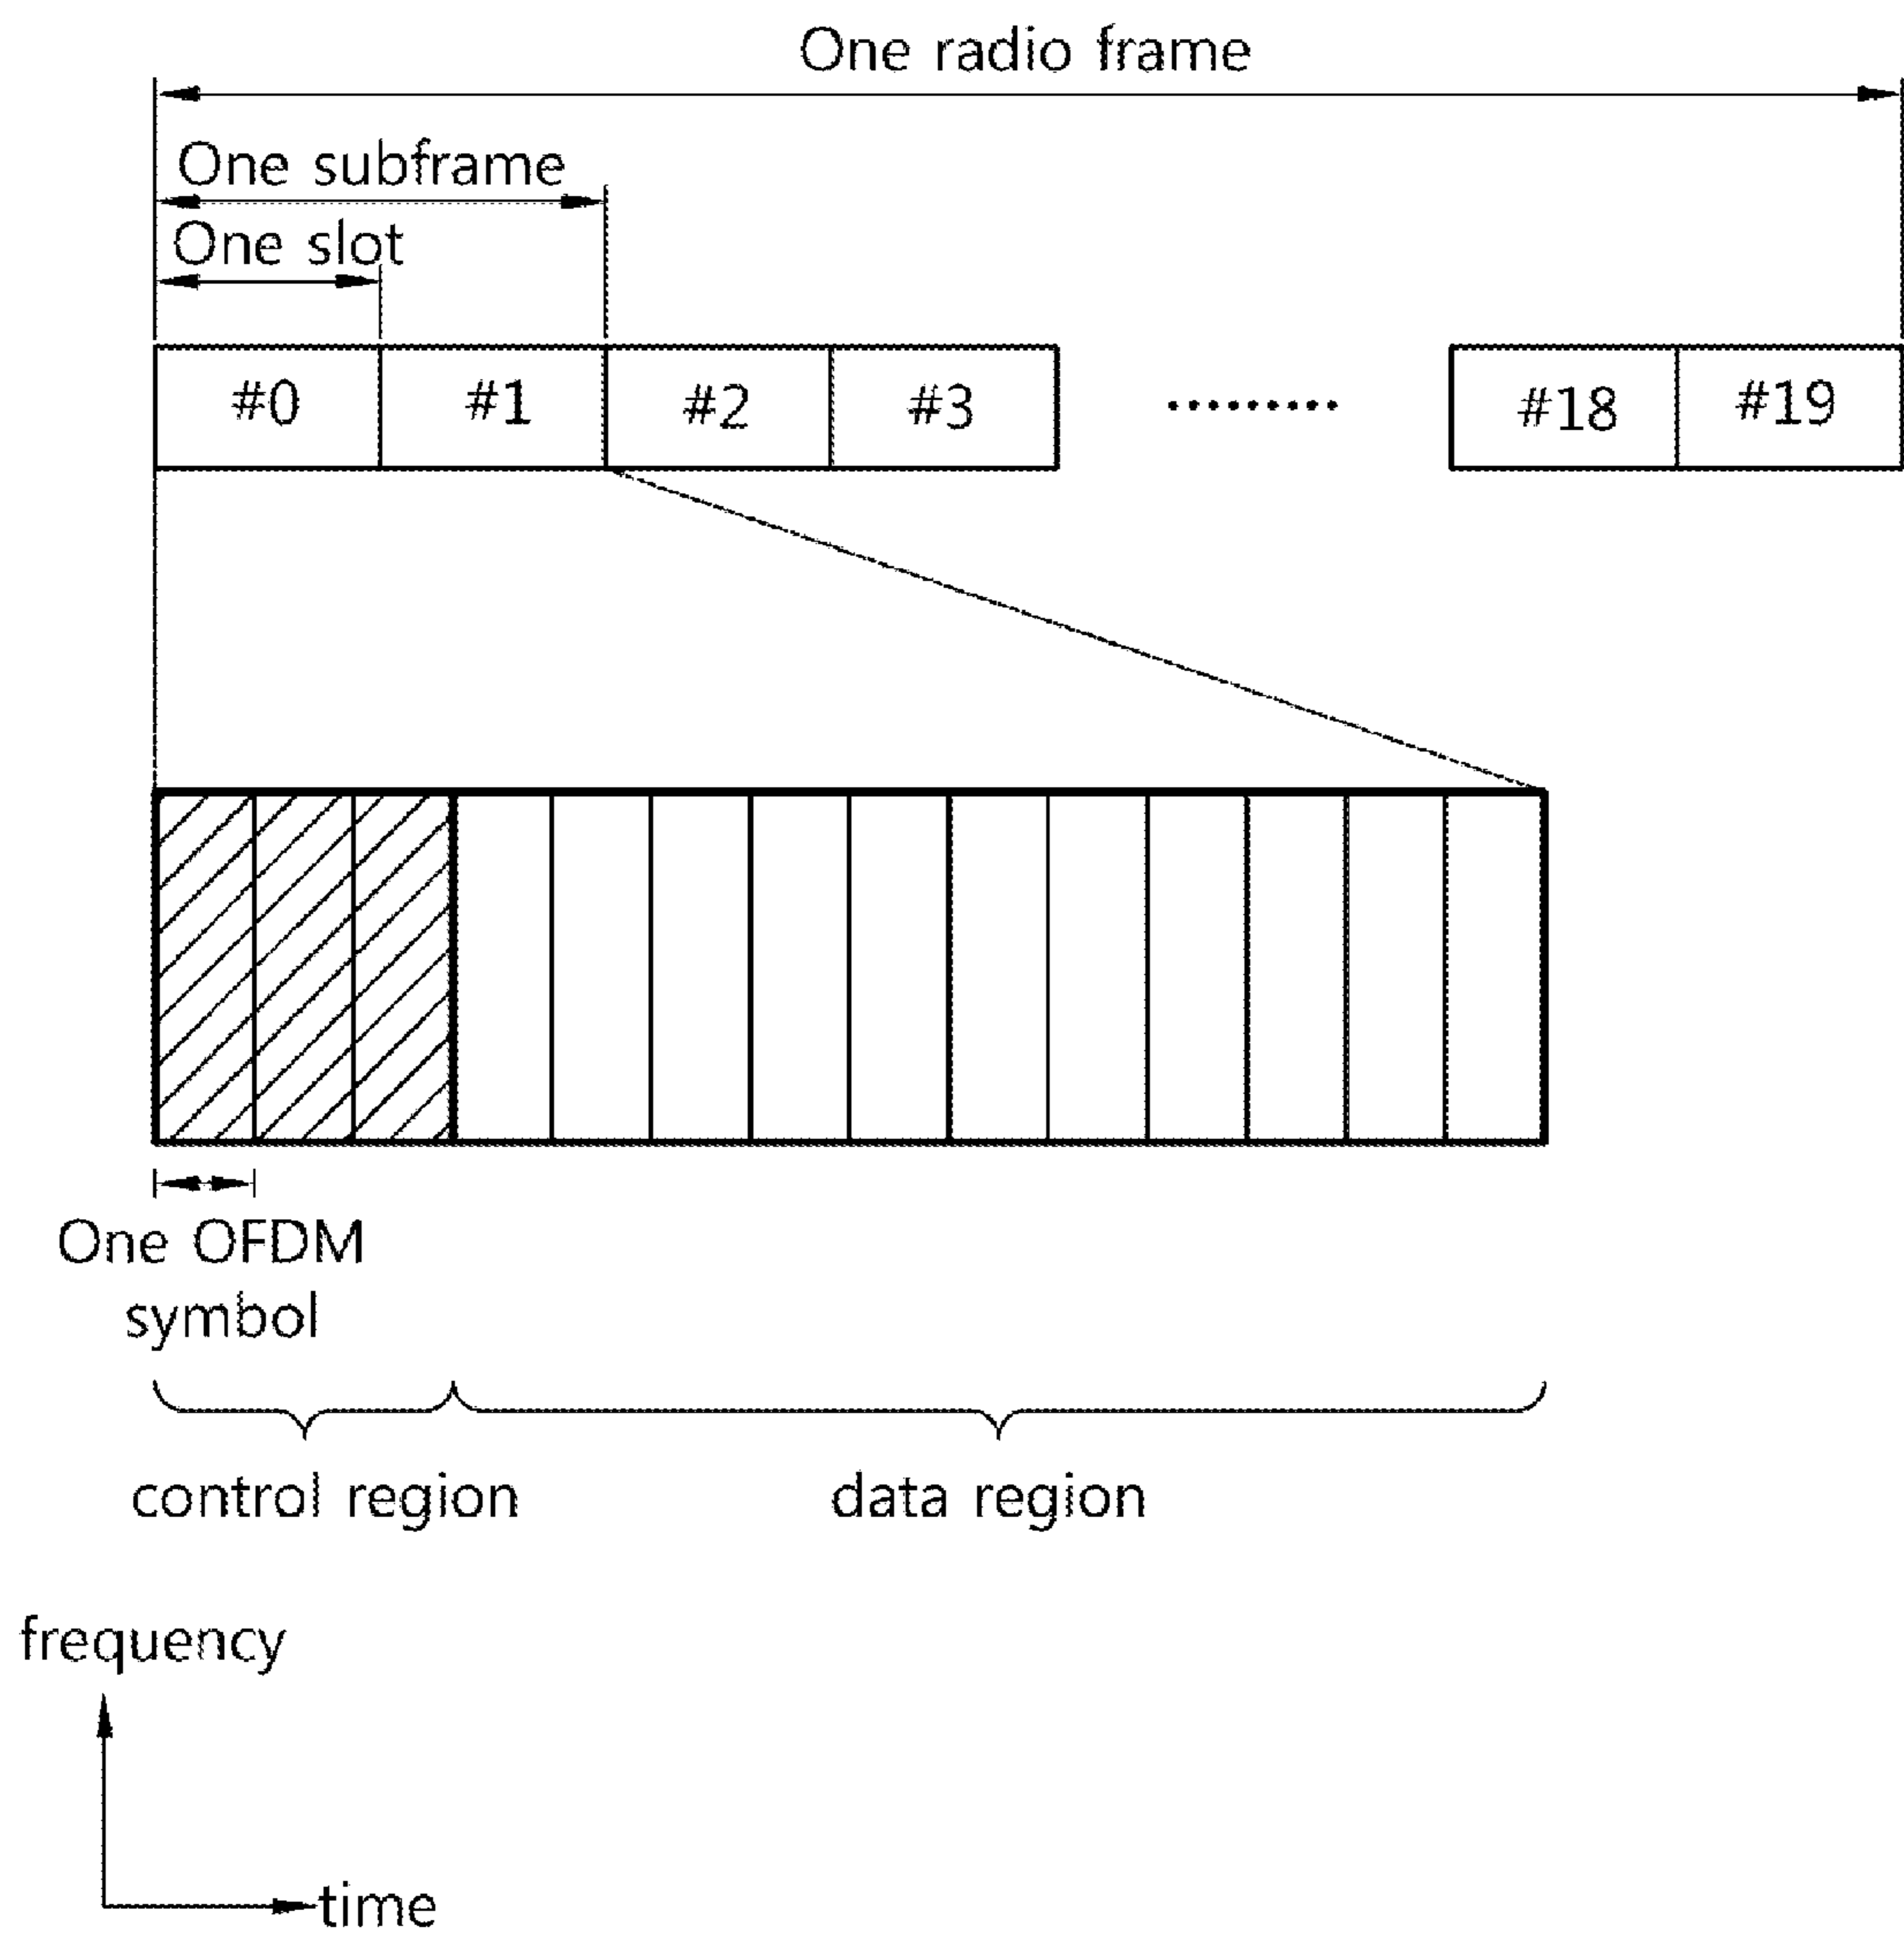 One radio frame
One subframe
One slot
#0 #1 #2 #3 ......... #18 #19
One OFDM
symbol
control region data region
frequency
time